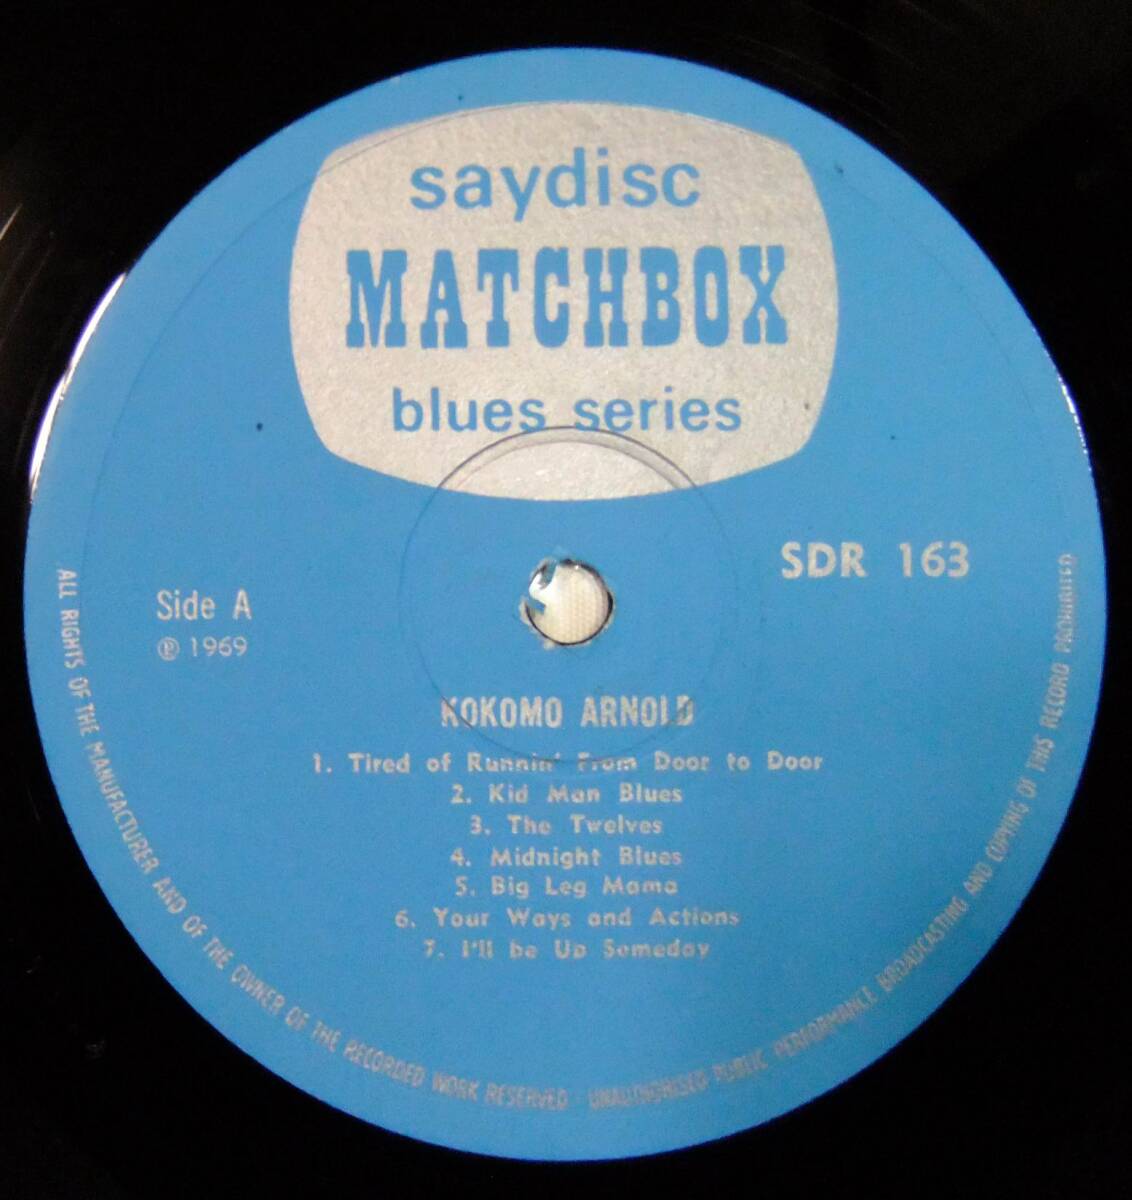 saydisc
MATCHBOX
blues series
SDR 163
Side A
℗ 1969
KOKOMO ARNOLD
1. Tired of Runnin' From Door to Door
2. Kid Man Blues
3. The Twelves
4. Midnight Blues
5. Big Leg Mama
6. Your Ways and Actions
7. I'll be Up Someday
ALL RIGHTS OF THE MANUFACTURER AND OF THE OWNER OF THE RECORDED WORK RESERVED · UNAUTHORISED PUBLIC PERFORMANCE BROADCASTING AND COPYING OF THIS RECORD PROHIBITED